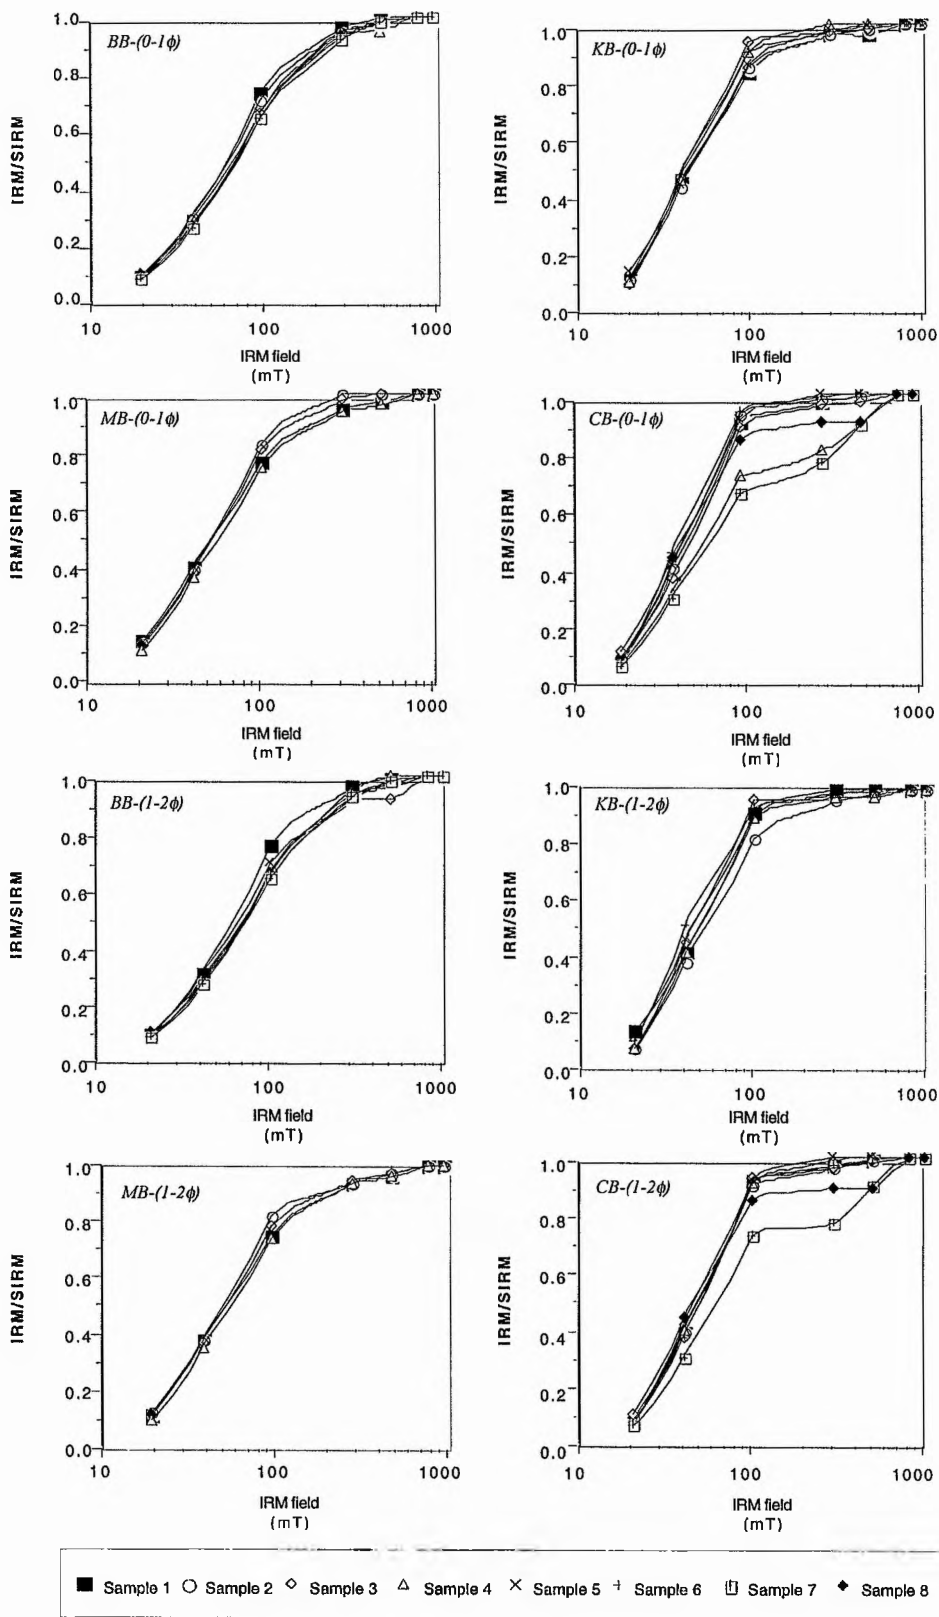 BB-(0-1ϕ)
IRM/SIRM
1.0
0.8
0.6
0.4
0.2
0.0
10
100
1000
IRM field
(mT)
KB-(0-1ϕ)
IRM/SIRM
1.0
0.8
0.6
0.4
0.2
0.0
10
100
1000
IRM field
(mT)
MB-(0-1ϕ)
IRM/SIRM
1.0
0.8
0.6
0.4
0.2
0.0
10
100
1000
IRM field
(mT)
CB-(0-1ϕ)
IRM/SIRM
1.0
0.8
0.6
0.4
0.2
0.0
10
100
1000
IRM field
(mT)
BB-(1-2ϕ)
IRM/SIRM
1.0
0.8
0.6
0.4
0.2
0.0
10
100
1000
IRM field
(mT)
KB-(1-2ϕ)
IRM/SIRM
1.0
0.8
0.6
0.4
0.2
0.0
10
100
1000
IRM field
(mT)
MB-(1-2ϕ)
IRM/SIRM
1.0
0.8
0.6
0.4
0.2
0.0
10
100
1000
IRM field
(mT)
CB-(1-2ϕ)
IRM/SIRM
1.0
0.8
0.6
0.4
0.2
0.0
10
100
1000
IRM field
(mT)
Sample 1 Sample 2 Sample 3 Sample 4 Sample 5 Sample 6 Sample 7 Sample 8